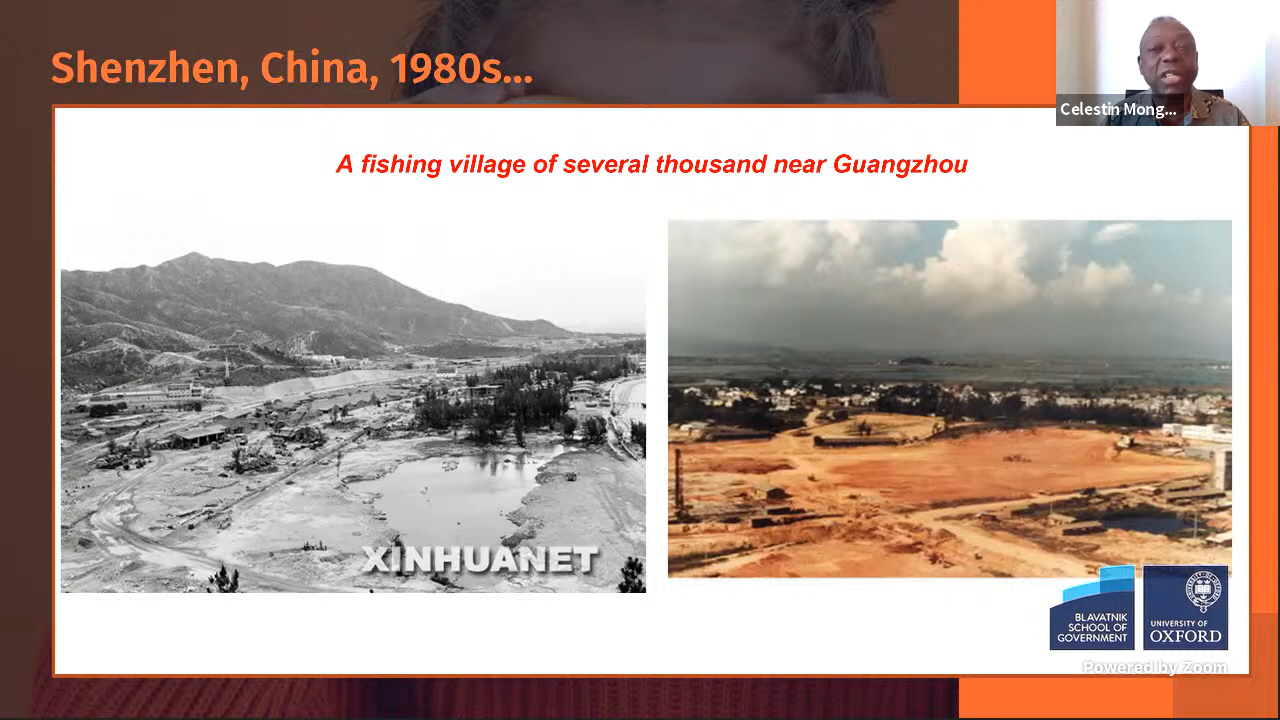 Shenzhen, China, 1980s...
Celestin Mong...
A fishing village of several thousand near Guangzhou
XINHUANET
BLAVATNIK
SCHOOL OF
GOVERNMENT
UNIVERSITY OF
OXFORD
Powered by Zoom